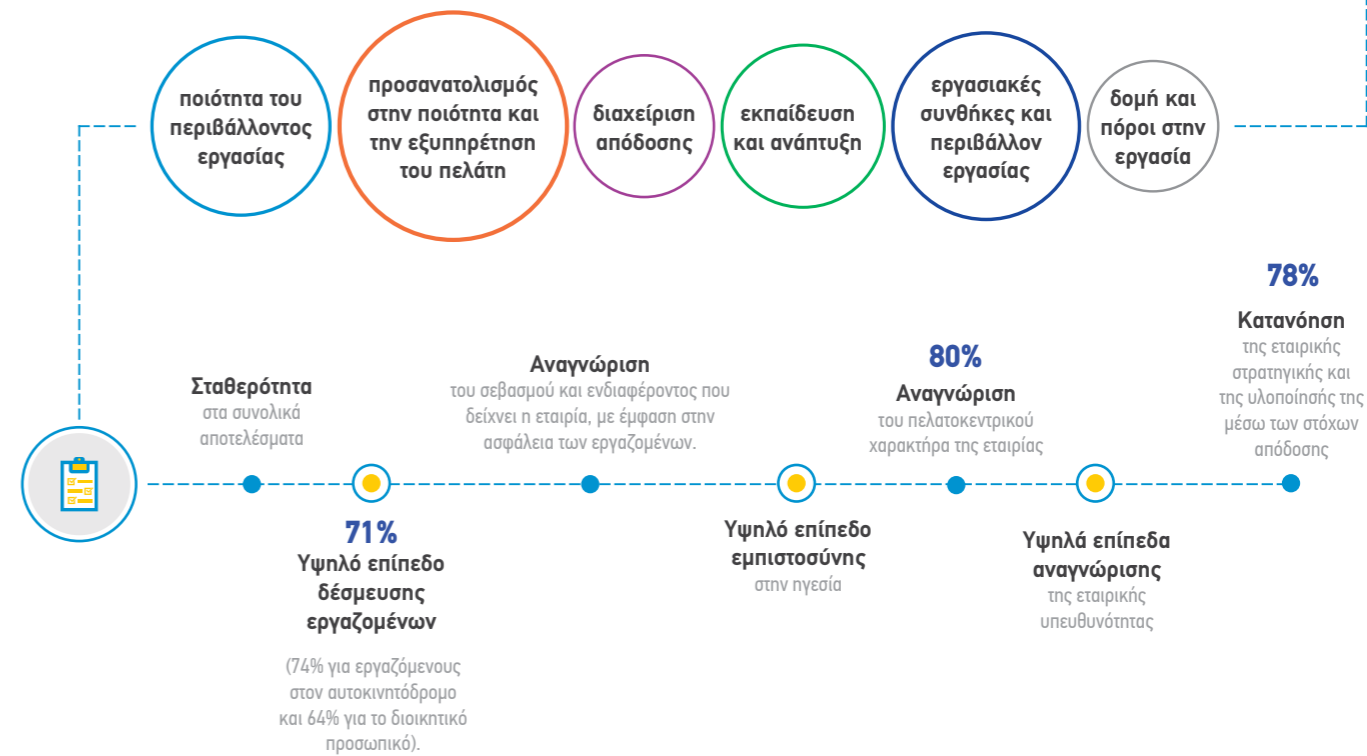 ποιότητα του
περιβάλλοντος
εργασίας
προσανατολισμός
στην ποιότητα και
την εξυπηρέτηση
του πελάτη
διαχείριση
απόδοσης
εκπαίδευση
και ανάπτυξη
εργασιακές
συνθήκες και
περιβάλλον
εργασίας
δομή και
πόροι στην
εργασία
Σταθερότητα
στα συνολικά
αποτελέσματα
71%
Υψηλό επίπεδο
δέσμευσης
εργαζομένων
(74% για εργαζόμενους
στον αυτοκινητόδρομο
και 64% για το διοικητικό
προσωπικό).
Αναγνώριση
του σεβασμού και ενδιαφέροντος που
δείχνει η εταιρία, με έμφαση στην
ασφάλεια των εργαζομένων.
Υψηλό επίπεδο
εμπιστοσύνης
στην ηγεσία
80%
Αναγνώριση
του πελατοκεντρικού
χαρακτήρα της εταιρίας
Υψηλά επίπεδα
αναγνώρισης
της εταιρικής
υπευθυνότητας
78%
Κατανόηση
της εταιρικής
στρατηγικής και
της υλοποίησής της
μέσω των στόχων
απόδοσης